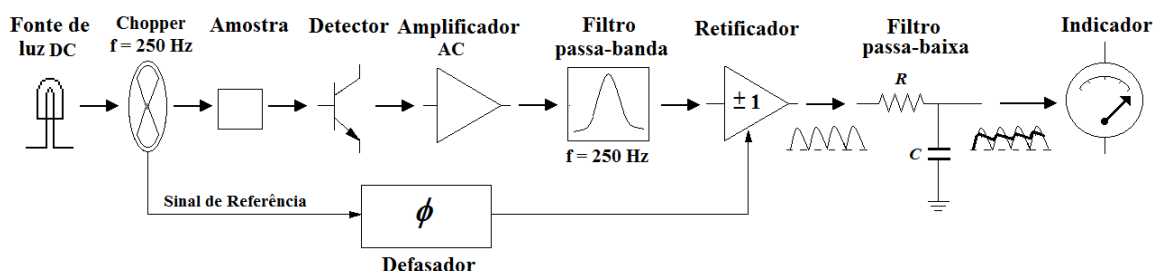 Fonte de
luz DC
Chopper
f = 250 Hz
Amostra
Detector
Amplificador
AC
Filtro
passa-banda
f = 250 Hz
Retificador
± 1
Filtro
passa-baixa
R
C
Indicador
Sinal de Referência
ϕ
Defasador